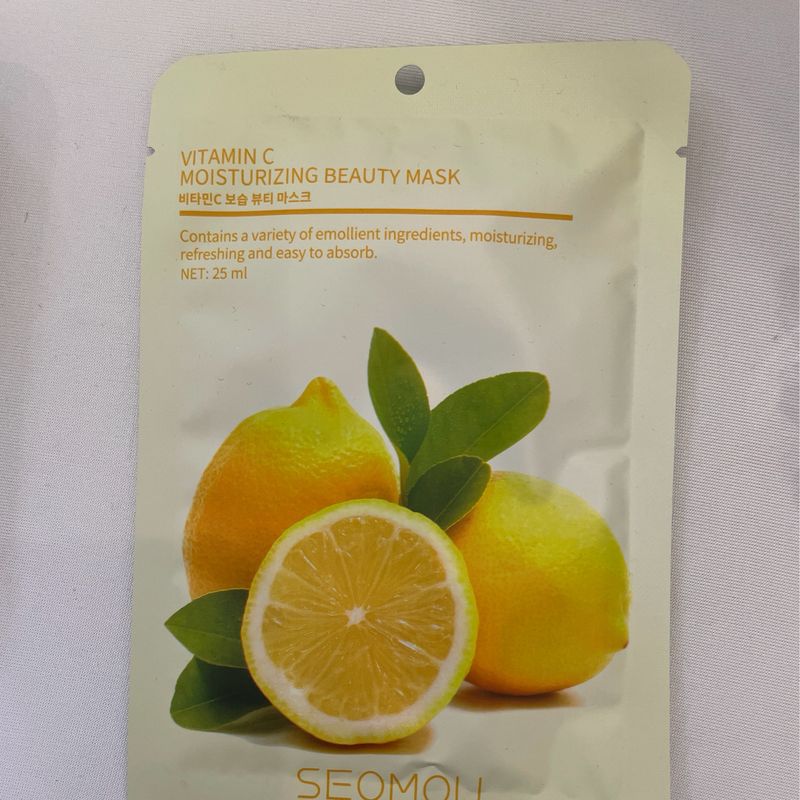 VITAMIN C
MOISTURIZING BEAUTY MASK
비타민C 보습 뷰티 마스크
Contains a variety of emollient ingredients, moisturizing,
refreshing and easy to absorb.
NET: 25 ml
SEOMOU